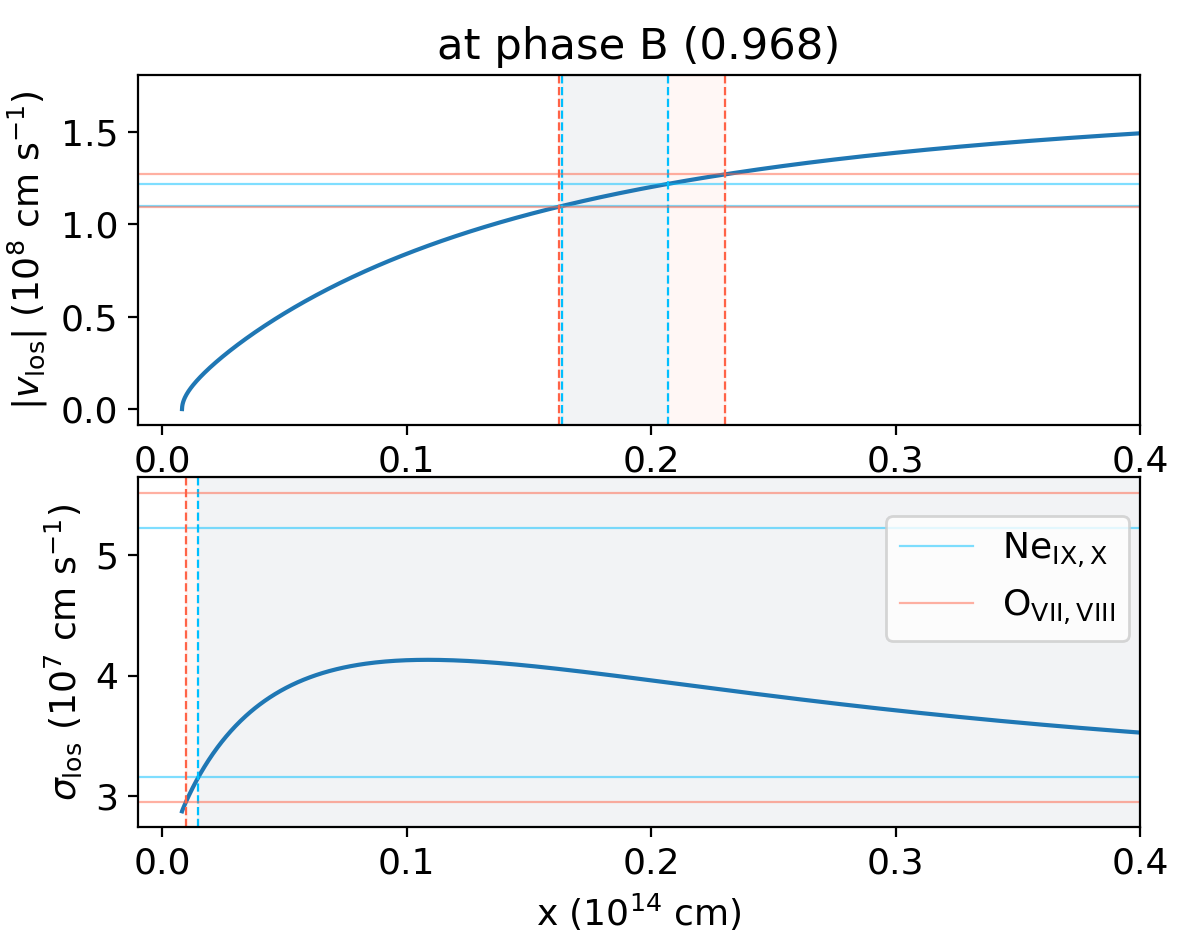 at phase B (0.968)
|v_los| (10^8 cm s^−1)
1.5
1.0
0.5
0.0
0.0 0.1 0.2 0.3 0.4
σ_los (10^7 cm s^−1)
5
4
3
Ne_IX, X
O_VII, VIII
0.0 0.1 0.2 0.3 0.4
x (10^14 cm)